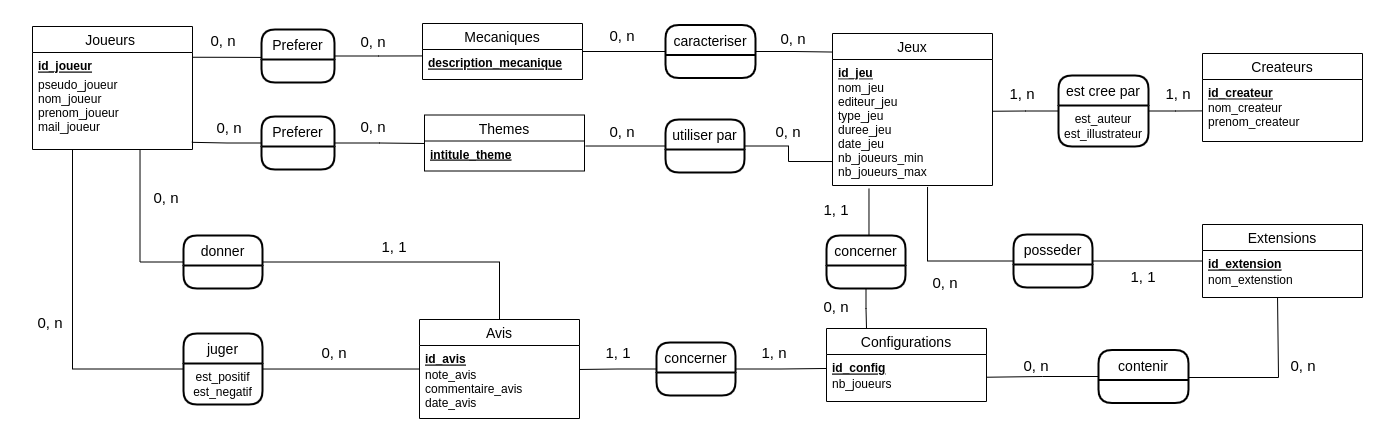 Joueurs
id_joueur
pseudo_joueur
nom_joueur
prenom_joueur
mail_joueur
0, n
Preferer
0, n
Mecaniques
description_mecanique
0, n
caracteriser
0, n
Jeux
id_jeu
nom_jeu
editeur_jeu
type_jeu
duree_jeu
date_jeu
nb_joueurs_min
nb_joueurs_max
1, n
est cree par
est_auteur
est_illustrateur
1, n
Createurs
id_createur
nom_createur
prenom_createur
0, n
Preferer
0, n
Themes
intitule_theme
0, n
utiliser par
0, n
0, n
donner
1, 1
1, 1
concerner
0, n
0, n
posseder
1, 1
Extensions
id_extension
nom_extenstion
0, n
juger
est_positif
est_negatif
0, n
Avis
id_avis
note_avis
commentaire_avis
date_avis
1, 1
concerner
1, n
Configurations
id_config
nb_joueurs
0, n
contenir
0, n